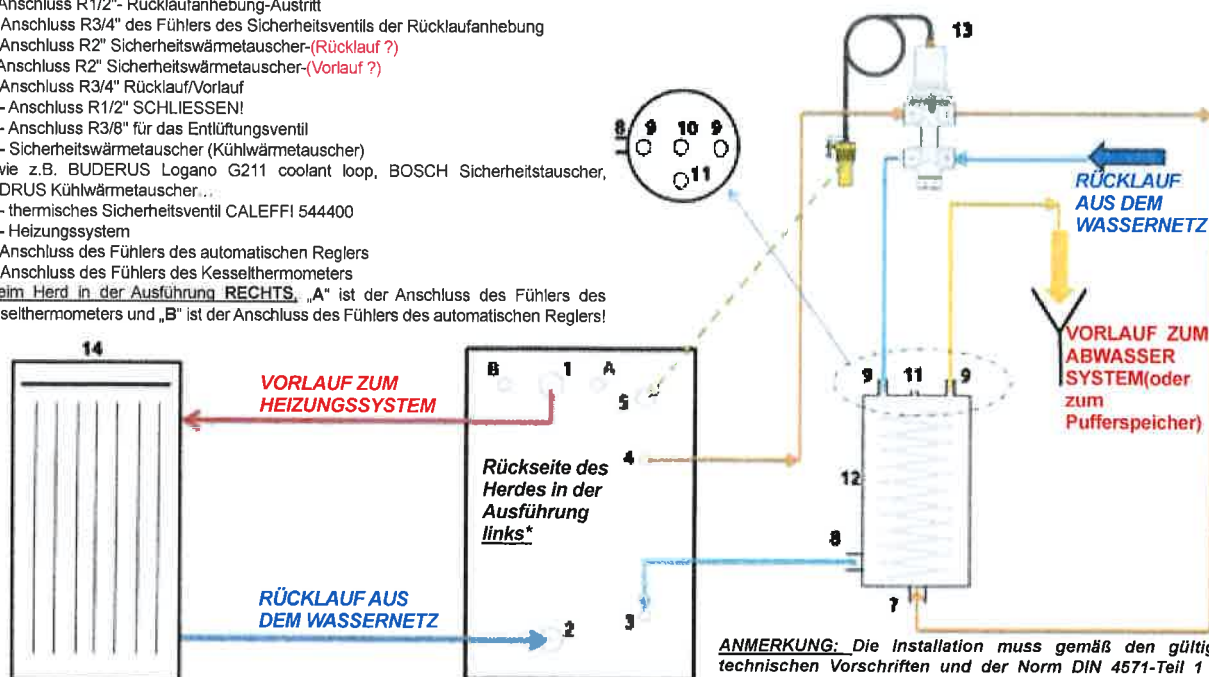 Anschluss R1/2"- Rücklaufanhebung-Austritt
Anschluss R3/4" des Fühlers des Sicherheitsventils der Rücklaufanhebung
Anschluss R2" Sicherheitswärmetauscher-(Rücklauf ?)
Anschluss R2" Sicherheitswärmetauscher-(Vorlauf ?)
Anschluss R3/4" Rücklauf/Vorlauf
- Anschluss R1/2" SCHLIESSEN!
- Anschluss R3/8" für das Entlüftungsventil
- Sicherheitswärmetauscher (Kühlwärmetauscher)
wie z.B. BUDERUS Logano G211 coolant loop, BOSCH Sicherheitstauscher,
DRUS Kühlwärmetauscher...
- thermisches Sicherheitsventil CALEFFI 544400
- Heizungssystem
Anschluss des Fühlers des automatischen Reglers
Anschluss des Fühlers des Kesselthermometers
eim Herd in der Ausführung RECHTS, „A" ist der Anschluss des Fühlers des
selthermometers und „B" ist der Anschluss des Fühlers des automatischen Reglers!
13
8 9 10 9
11
RÜCKLAUF
AUS DEM
WASSERNETZ
VORLAUF ZUM
ABWASSER
SYSTEM(oder
zum
Pufferspeicher)
9 11 9
12
8
7
14
VORLAUF ZUM
HEIZUNGSSYSTEM
B 1 A
5
4
Rückseite des
Herdes in der
Ausführung
links*
RÜCKLAUF AUS
DEM WASSERNETZ
2
3
ANMERKUNG: Die Installation muss gemäß den gültig
technischen Vorschriften und der Norm DIN 4571-Teil 1